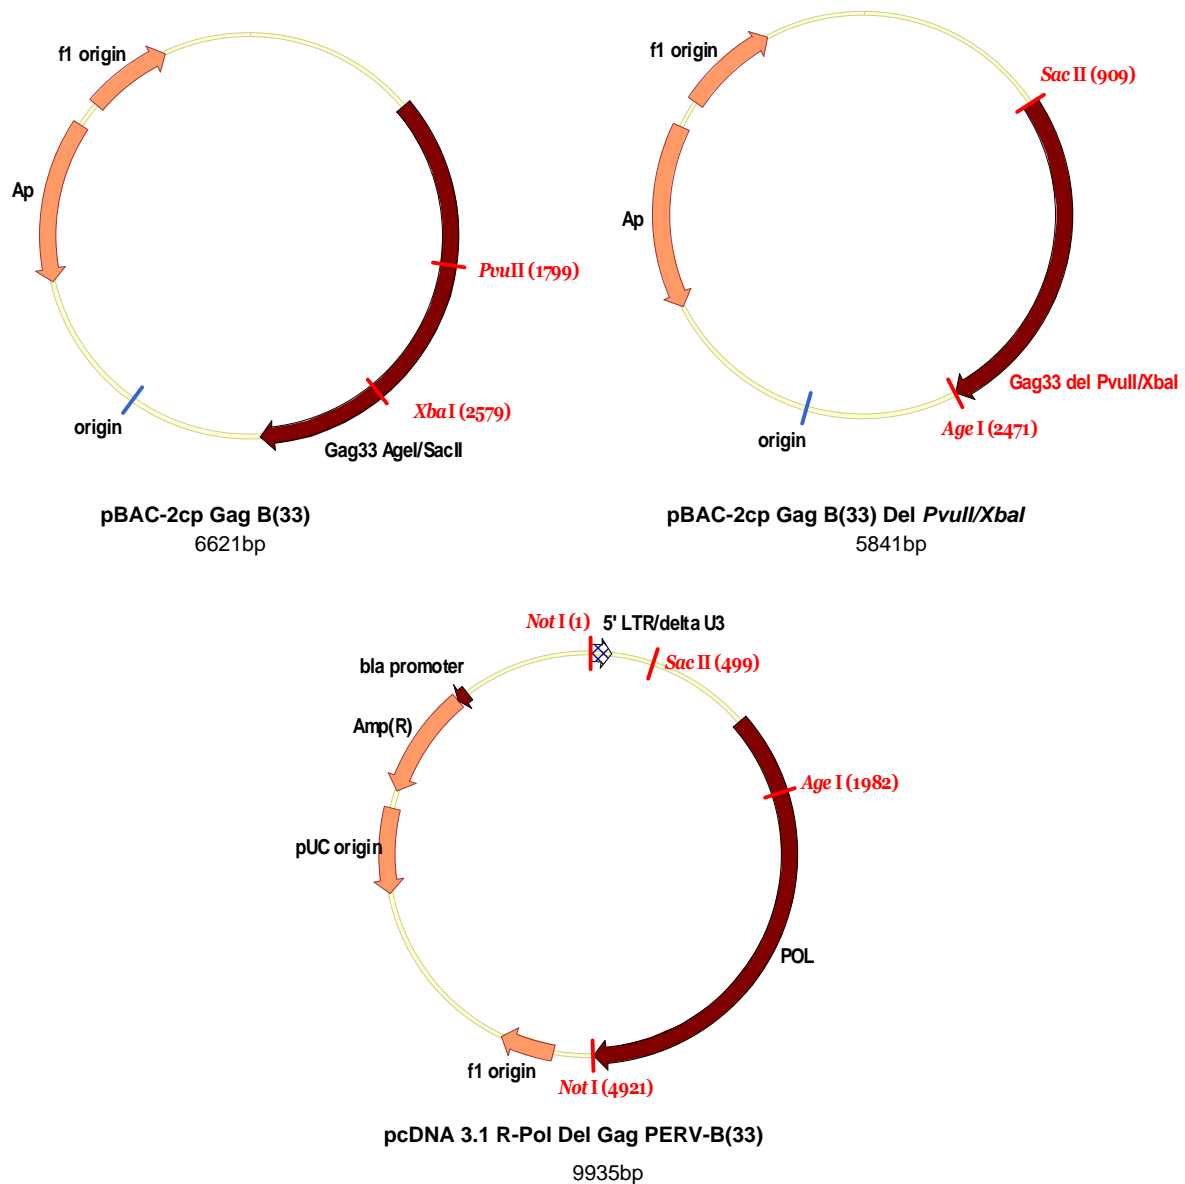 f1 origin
Ap
PvuII (1799)
XbaI (2579)
origin
Gag33 AgeI/SacII
pBAC-2cp Gag B(33)
6621bp
f1 origin
SacII (909)
Ap
Gag33 del PvuII/XbaI
AgeI (2471)
origin
pBAC-2cp Gag B(33) Del PvuII/XbaI
5841bp
NotI (1)
5' LTR/delta U3
bla promoter
SacII (499)
Amp(R)
AgeI (1982)
pUC origin
POL
f1 origin
NotI (4921)
pcDNA 3.1 R-Pol Del Gag PERV-B(33)
9935bp